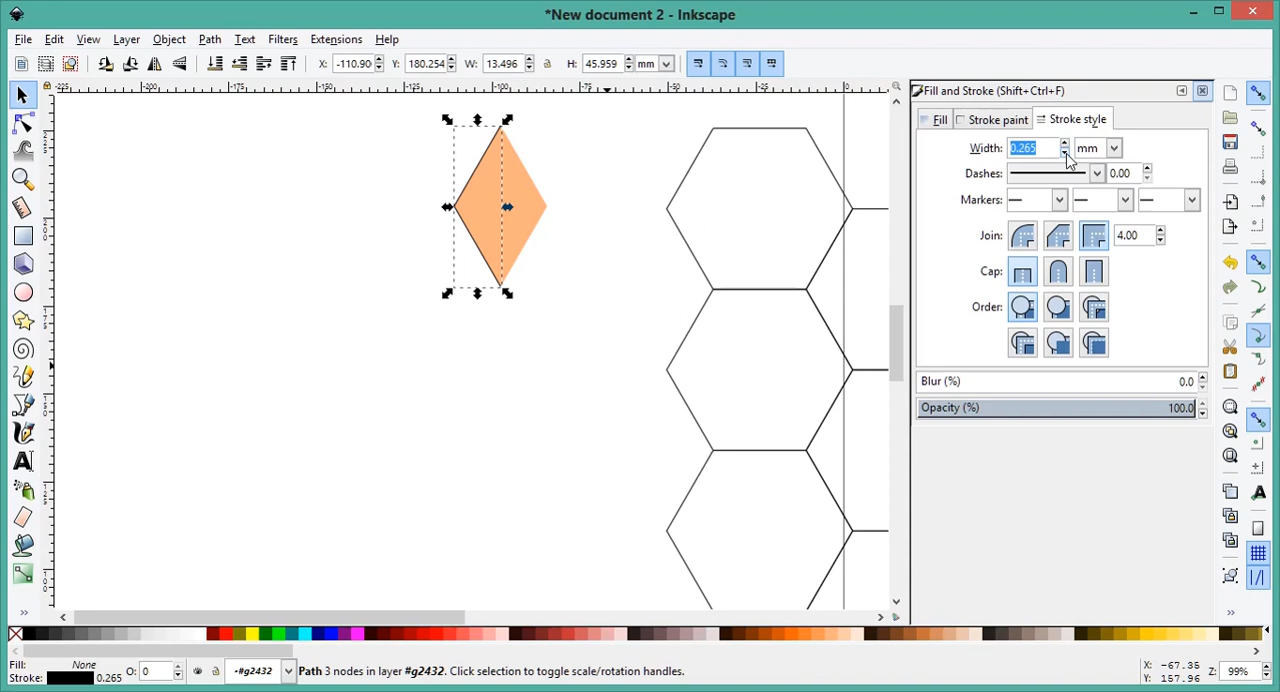 *New document 2 - Inkscape
File Edit View Layer Object Path Text Filters Extensions Help
X: -110.90 Y: 180.254 W: 13.496 H: 45.959 mm
Fill and Stroke (Shift+Ctrl+F)
Fill Stroke paint Stroke style
Width: 0.265 mm
Dashes: 0.00
Markers:
Join: 4.00
Cap:
Order:
Blur (%) 0.0
Opacity (%) 100.0
Fill: None
Stroke: 0.265
O: 0
-#g2432
Path 3 nodes in layer #g2432. Click selection to toggle scale/rotation handles.
X: -67.35
Y: 157.96
Z: 99%